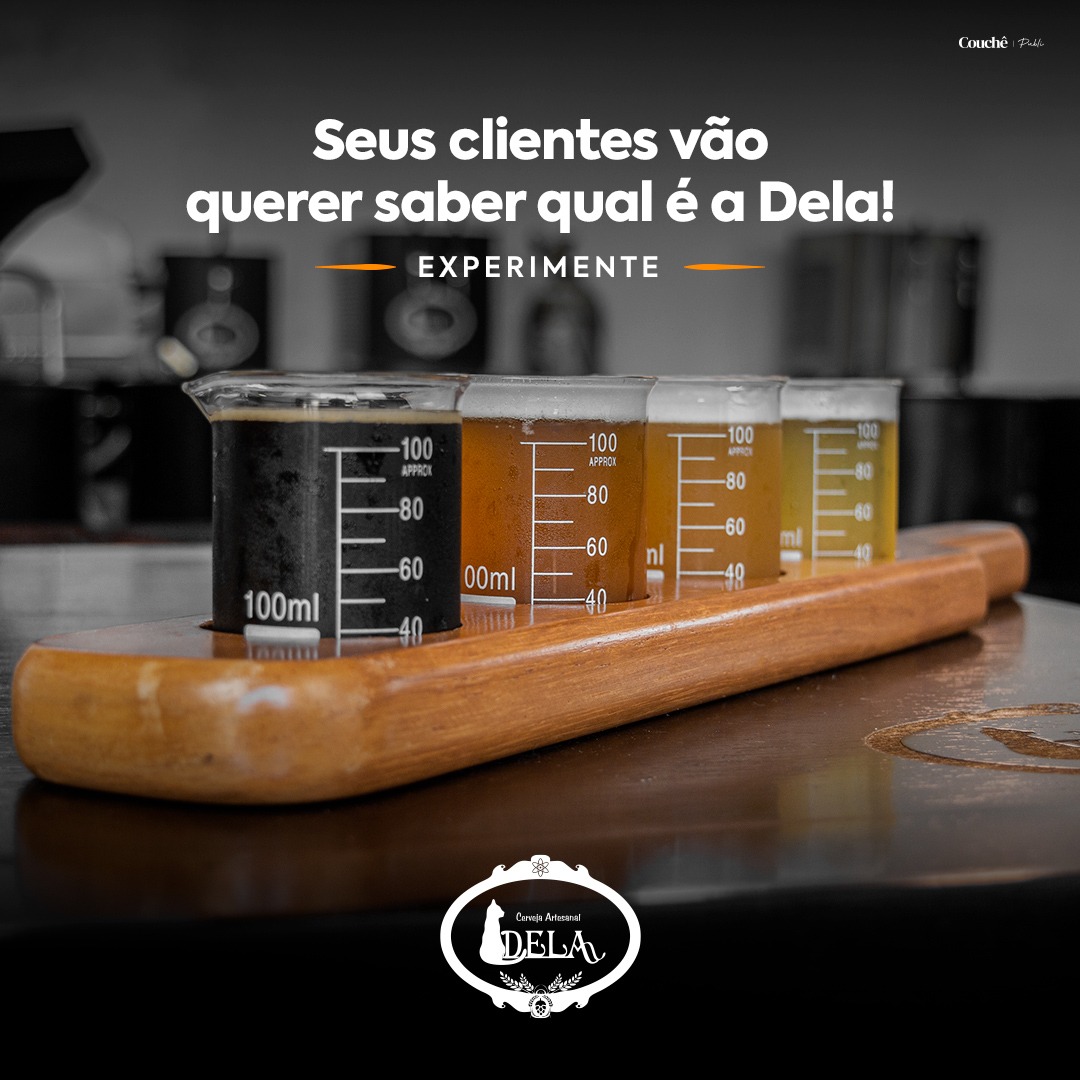 Couchê | Publi
Seus clientes vão
querer saber qual é a Dela!
EXPERIMENTE
100
APPROX
80
60
40
100ml
100
APPROX
80
60
40
00ml
100
80
60
40
ml
100
80
60
40
ml
Cerveja Artesanal
DELA